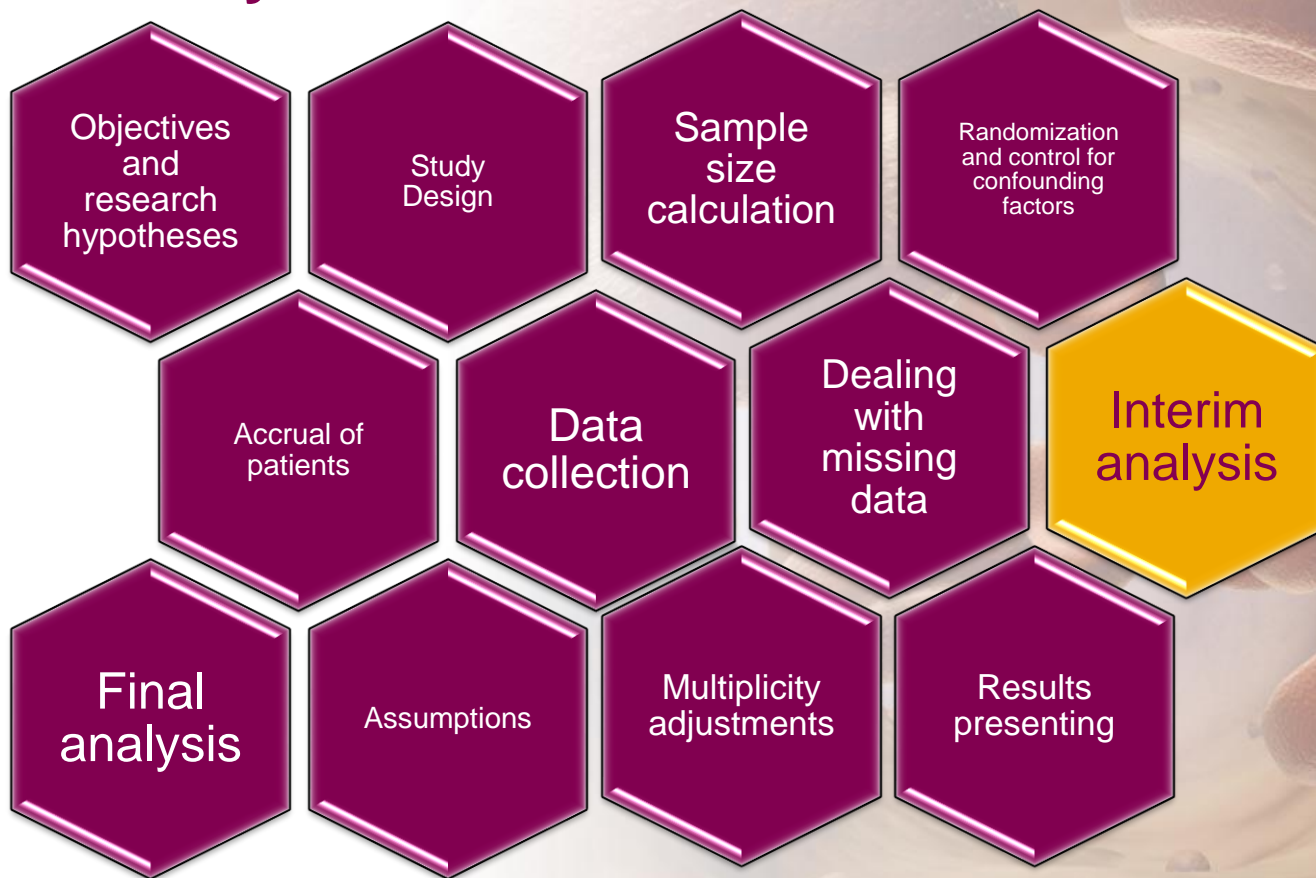 Objectives
and
research
hypotheses
Study
Design
Sample
size
calculation
Randomization
and control for
confounding
factors
Accrual of
patients
Data
collection
Dealing
with
missing
data
Interim
analysis
Final
analysis
Assumptions
Multiplicity
adjustments
Results
presenting